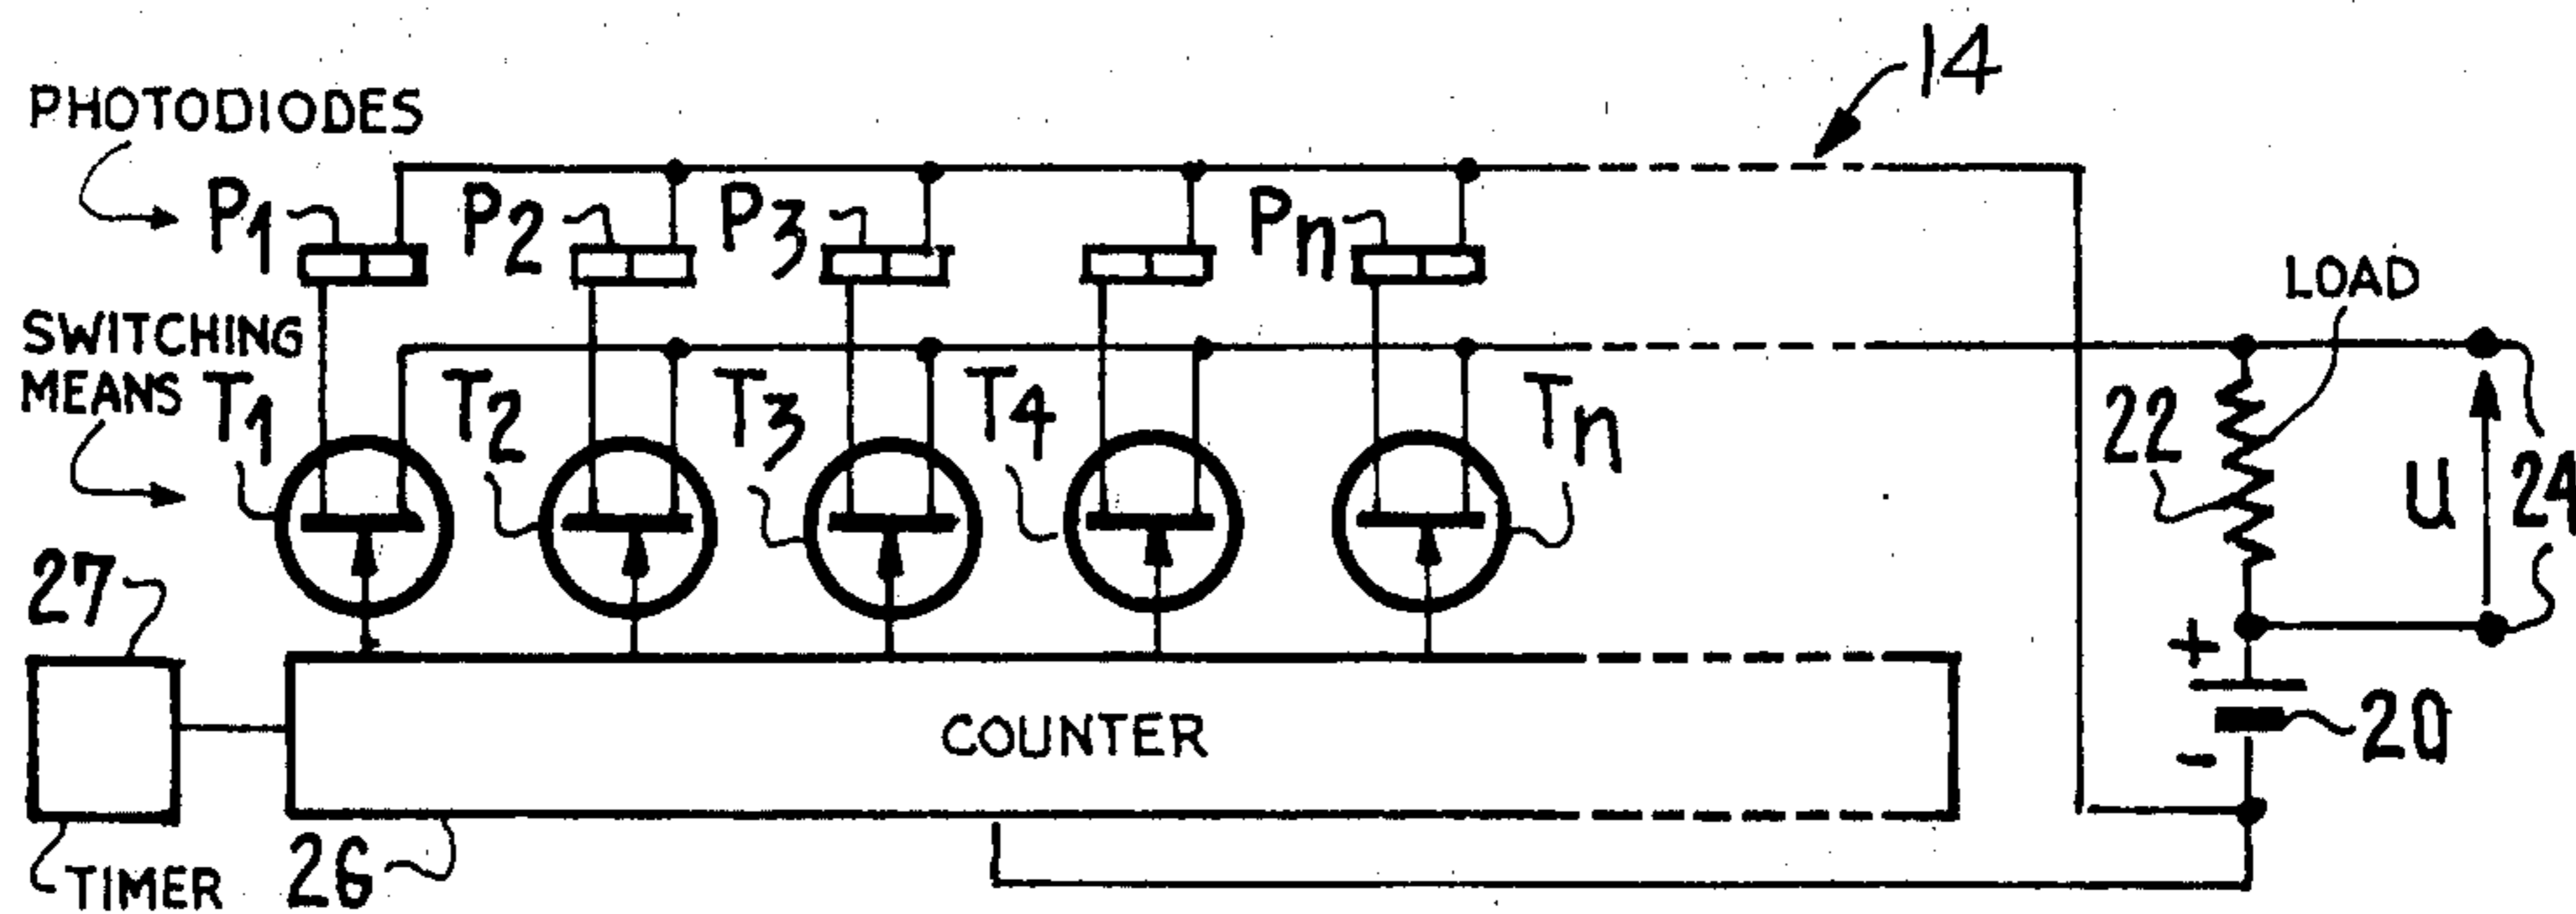 14
PHOTODIODES
P1 P2 P3 Pn
LOAD
SWITCHING
MEANS T1 T2 T3 T4 Tn
22 U 24
27
+
COUNTER
20
-
TIMER 26